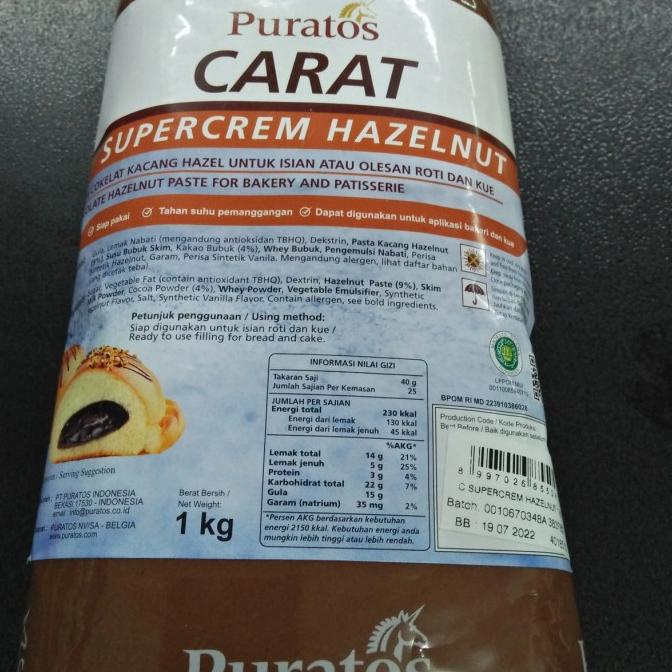 Puratos
CARAT
SUPERCREM HAZELNUT
COKELAT KACANG HAZEL UNTUK ISIAN ATAU OLESAN ROTI DAN KUE
HAZELNUT PASTE FOR BAKERY AND PATISSERIE
Siap pakai Tahan suhu pemanggangan Dapat digunakan untuk aplikasi bakeri dan kue
Lemak Nabati (mengandung antioksidan TBHQ), Dekstrin, Pasta Kacang Hazelnut
Susu Bubuk Skim, Kakao Bubuk (4%), Whey Bubuk, Pengemulsi Nabati, Perisa
Hazelnut, Garam, Perisa Sintetik Vanila. Mengandung alergen, lihat daftar bahan
yang dicetak tebal.
Vegetable Fat (contain antioxidant TBHQ), Dextrin, Hazelnut Paste (9%), Skim
Milk Powder, Cocoa Powder (4%), Whey Powder, Vegetable Emulsifier, Synthetic
Hazelnut Flavor, Salt, Synthetic Vanilla Flavor. Contain allergen, see bold ingredients.
Petunjuk penggunaan / Using method:
Siap digunakan untuk isian roti dan kue /
Ready to use filling for bread and cake.
INFORMASI NILAI GIZI
Takaran Saji 40 g
Jumlah Sajian Per Kemasan 25
JUMLAH PER SAJIAN
Energi total 230 kkal
Energi dari lemak 130 kkal
Energi dari lemak jenuh 45 kkal
%AKG*
Lemak total 14 g 21%
Lemak jenuh 5 g 25%
Protein 3 g 4%
Karbohidrat total 22 g 7%
Gula 15 g
Garam (natrium) 35 mg 2%
*Persen AKG berdasarkan kebutuhan
energi 2150 kkal. Kebutuhan energi anda
mungkin lebih tinggi atau lebih rendah.
/ Serving Suggestion
PT PURATOS INDONESIA
BEKASI 17530 - INDONESIA
email : info@puratos.co.id
PURATOS NV/SA - BELGIA
www.puratos.com
Berat Bersih /
Net Weight:
1 kg
BPOM RI MD 223910386028
Production Code / Kode Produksi
Best Before / Baik digunakan
8 997026
C SUPERCREM HAZELNUT
Batch. 0010670348A
BB : 19 07 2022
Puratos